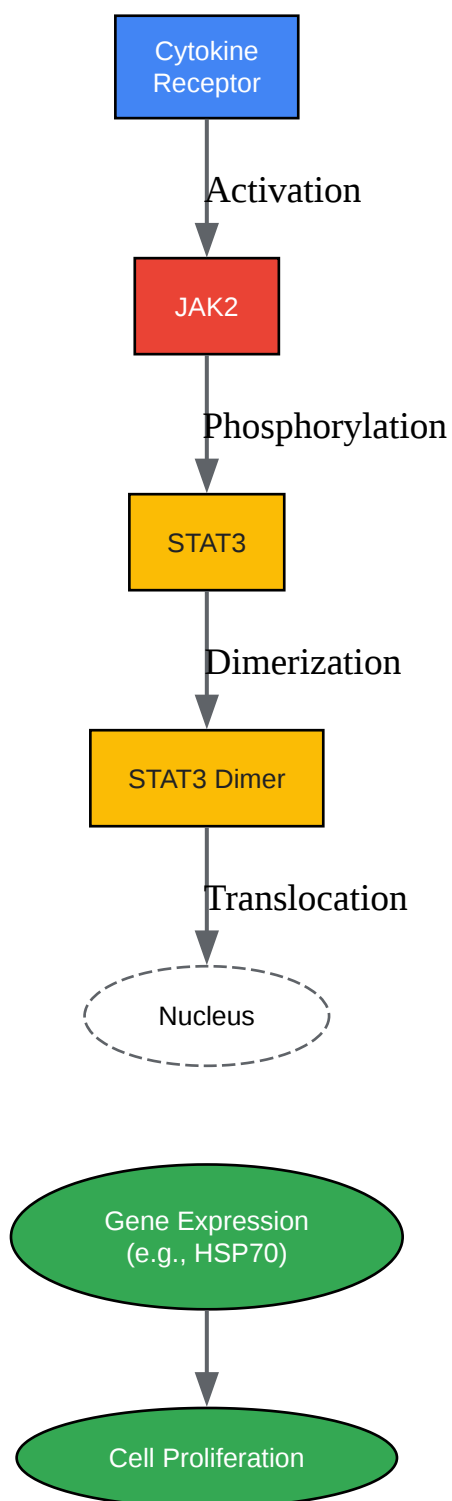 Cytokine
Receptor
Activation
JAK2
Phosphorylation
STAT3
Dimerization
STAT3 Dimer
Translocation
Nucleus
Gene Expression
(e.g., HSP70)
Cell Proliferation